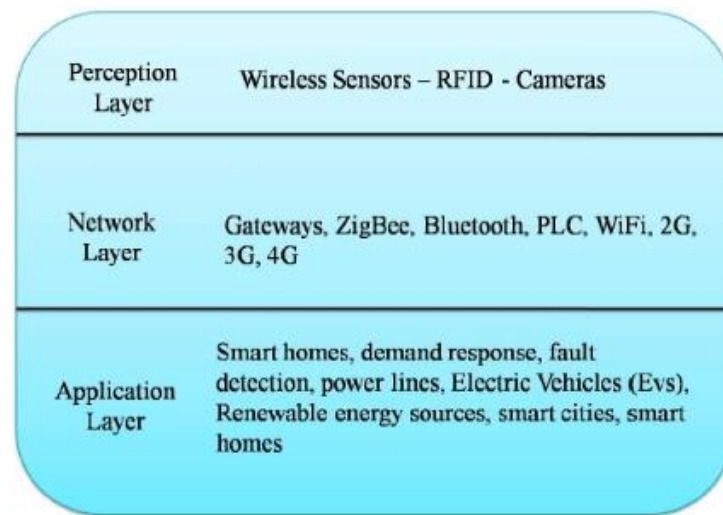 Perception
Layer
Wireless Sensors – RFID - Cameras
Network
Layer
Gateways, ZigBee, Bluetooth, PLC, WiFi, 2G,
3G, 4G
Application
Layer
Smart homes, demand response, fault
detection, power lines, Electric Vehicles (Evs),
Renewable energy sources, smart cities, smart
homes